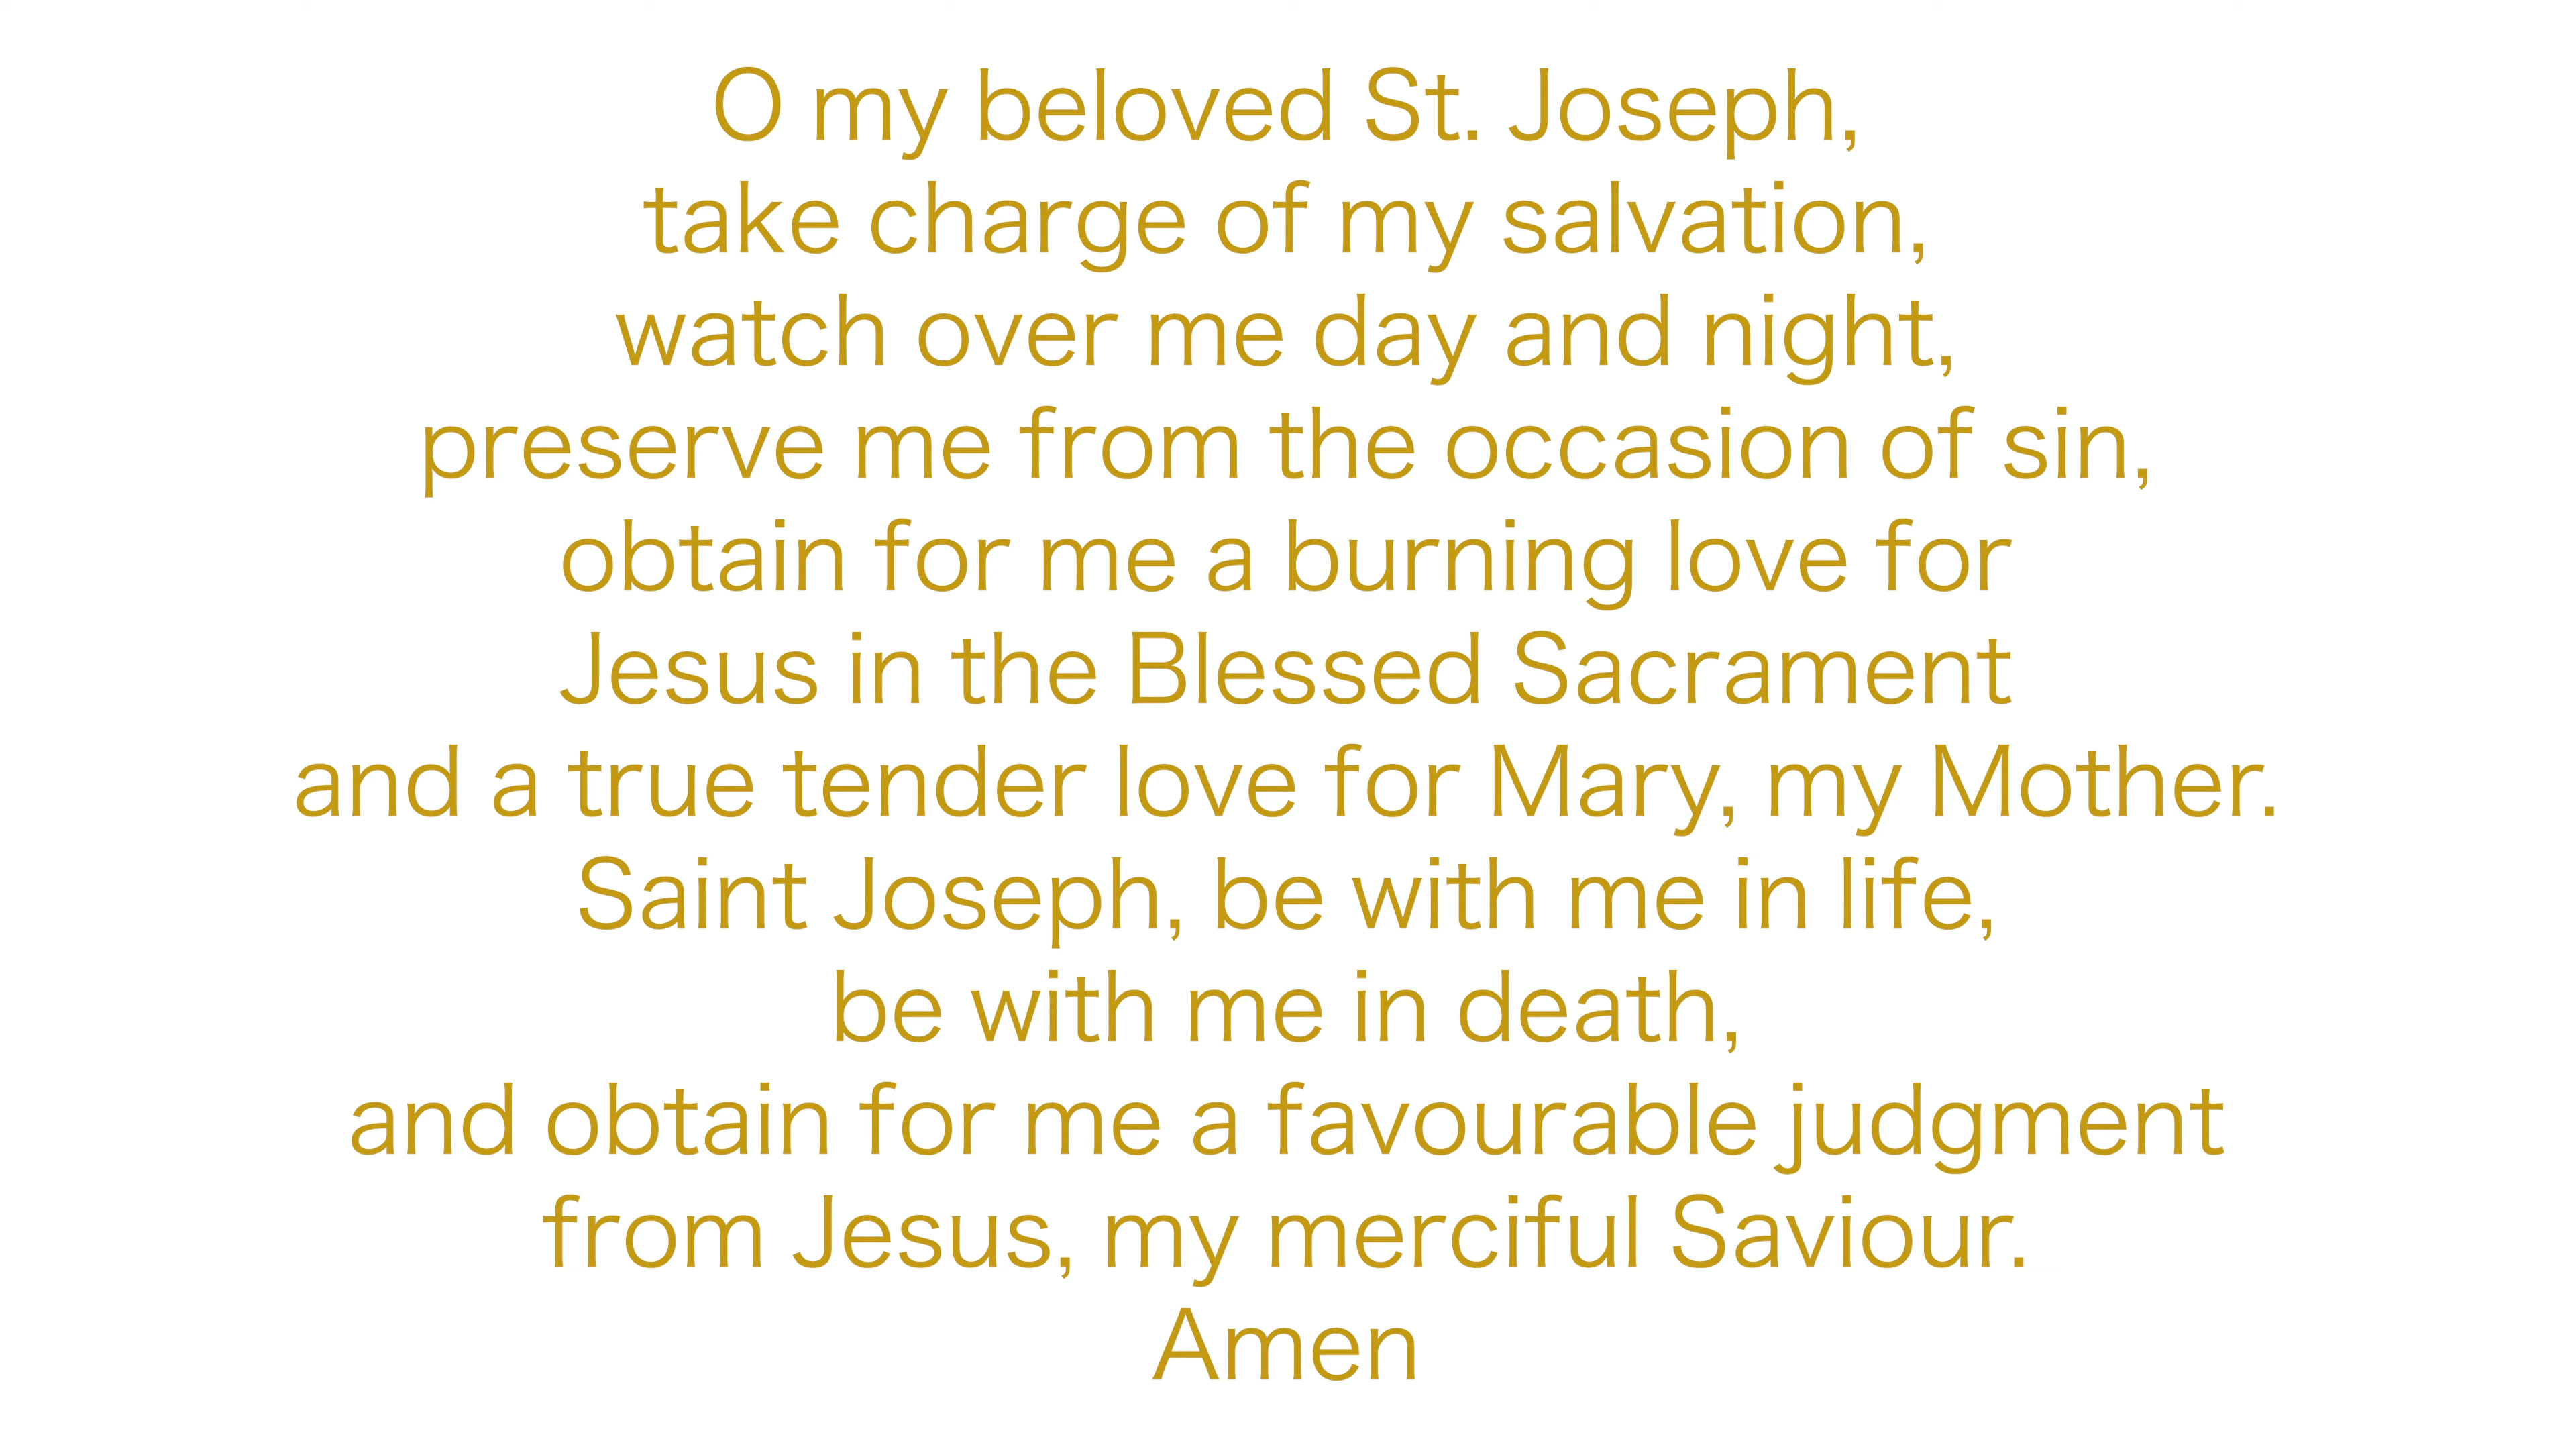 O my beloved St. Joseph,
take charge of my salvation,
watch over me day and night,
preserve me from the occasion of sin,
obtain for me a burning love for
Jesus in the Blessed Sacrament
and a true tender love for Mary, my Mother.
Saint Joseph, be with me in life,
be with me in death,
and obtain for me a favourable judgment
from Jesus, my merciful Saviour.
Amen